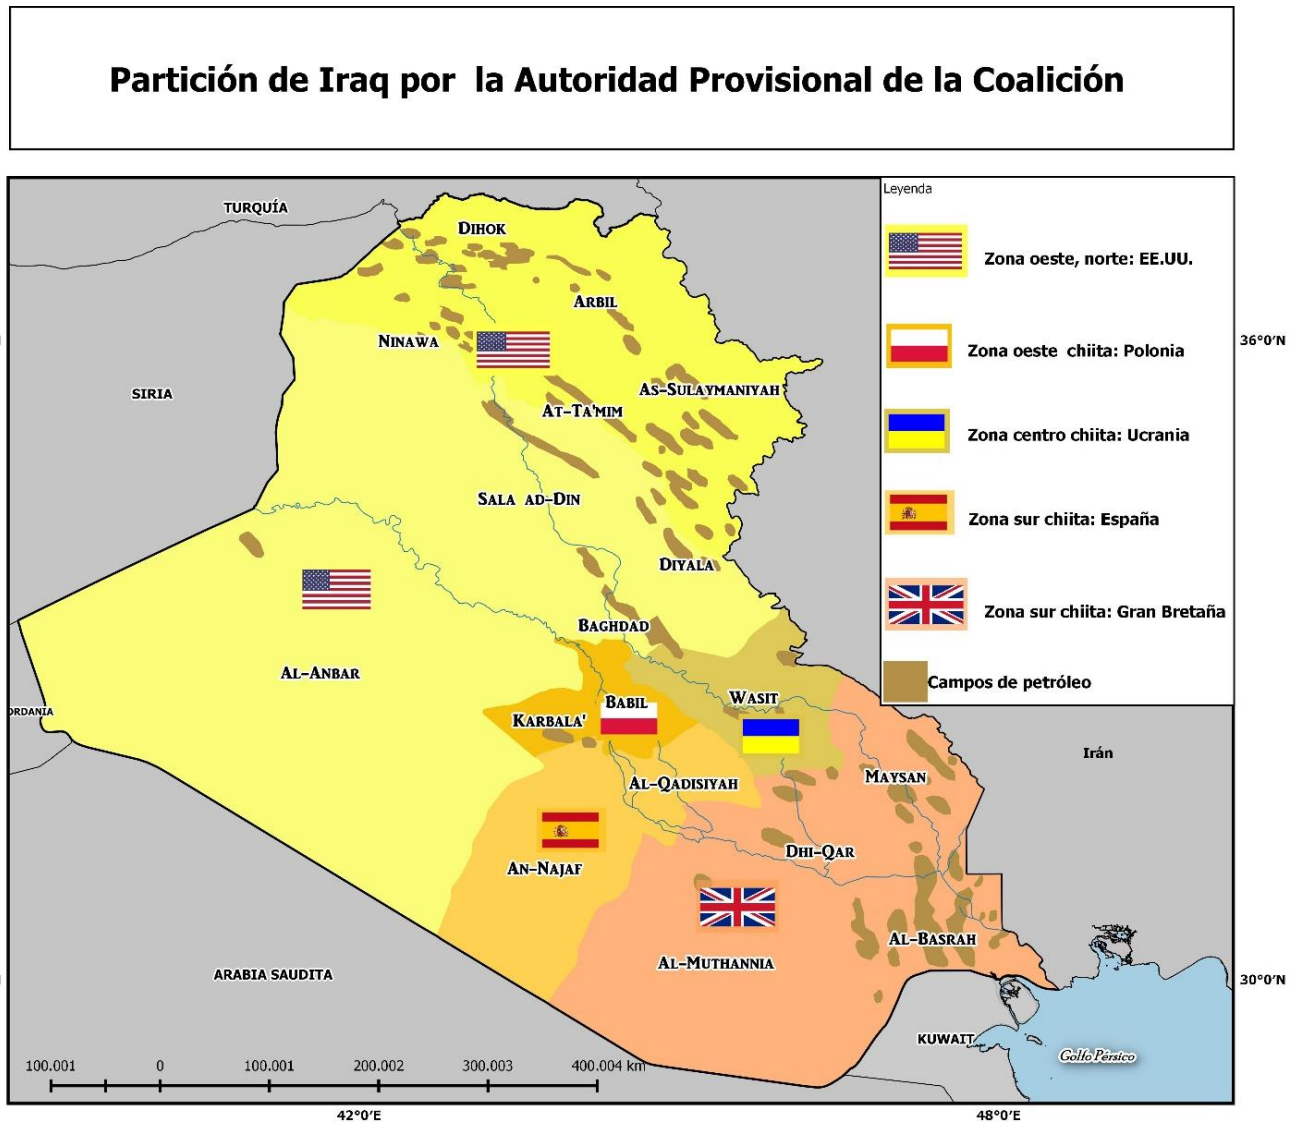 Partición de Iraq por la Autoridad Provisional de la Coalición
Leyenda
Zona oeste, norte: EE.UU.
Zona oeste chiita: Polonia
Zona centro chiita: Ucrania
Zona sur chiita: España
Zona sur chiita: Gran Bretaña
Campos de petróleo
TURQUÍA
DIHOK
ARBIL
NINAWA
36°0'N
SIRIA
AS-SULAYMANIYAH
AT-TA'MIM
SALA AD-DIN
DIYALA
BAGHDAD
AL-ANBAR
WASIT
BABIL
ORDANIA
KARBALA'
Irán
MAYSAN
AL-QADISIYAH
DHI-QAR
AN-NAJAF
AL-BASRAH
AL-MUTHANNIA
ARABIA SAUDITA
30°0'N
KUWAIT
Golfo Pérsico
100.001 0 100.001 200.002 300.003 400.004 km
42°0'E 48°0'E